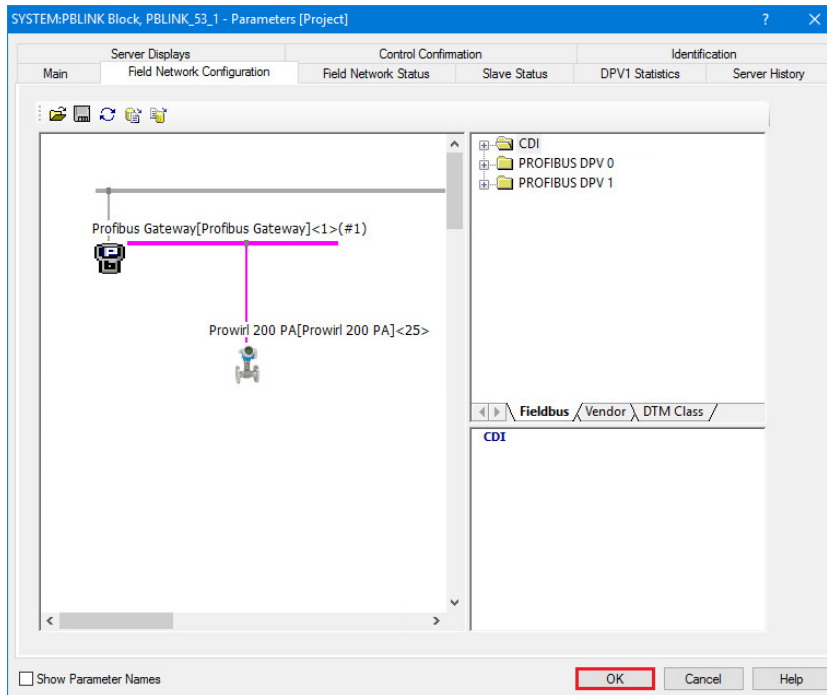 SYSTEM:PBLINK Block, PBLINK_53_1 - Parameters [Project] ?
Server Displays Control Confirmation Identification
Main Field Network Configuration Field Network Status Slave Status DPV1 Statistics Server History
CDI
PROFIBUS DPV 0
PROFIBUS DPV 1
Profibus Gateway[Profibus Gateway]<1>(#1)
Prowirl 200 PA[Prowirl 200 PA]<25>
Fieldbus Vendor DTM Class
CDI
Show Parameter Names OK Cancel Help